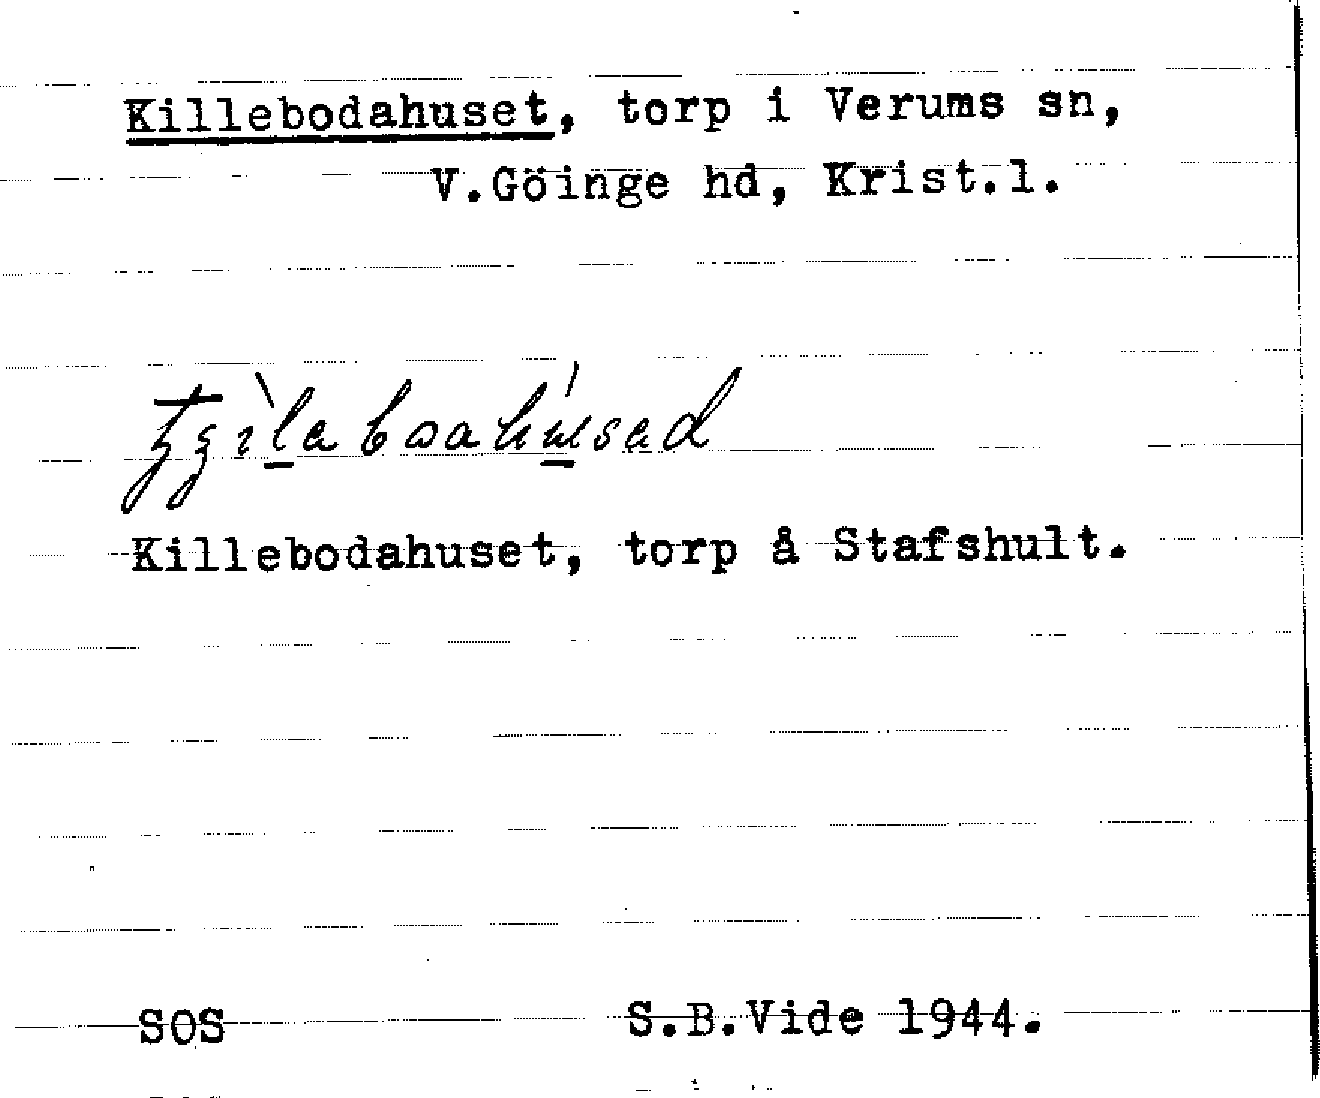 Killebodahuset, torp i Verums sn,
V.Göinge hd, Krist.l.
Killebodahuset, torp å Stafshult.
SOS S.B.Vide 1944.